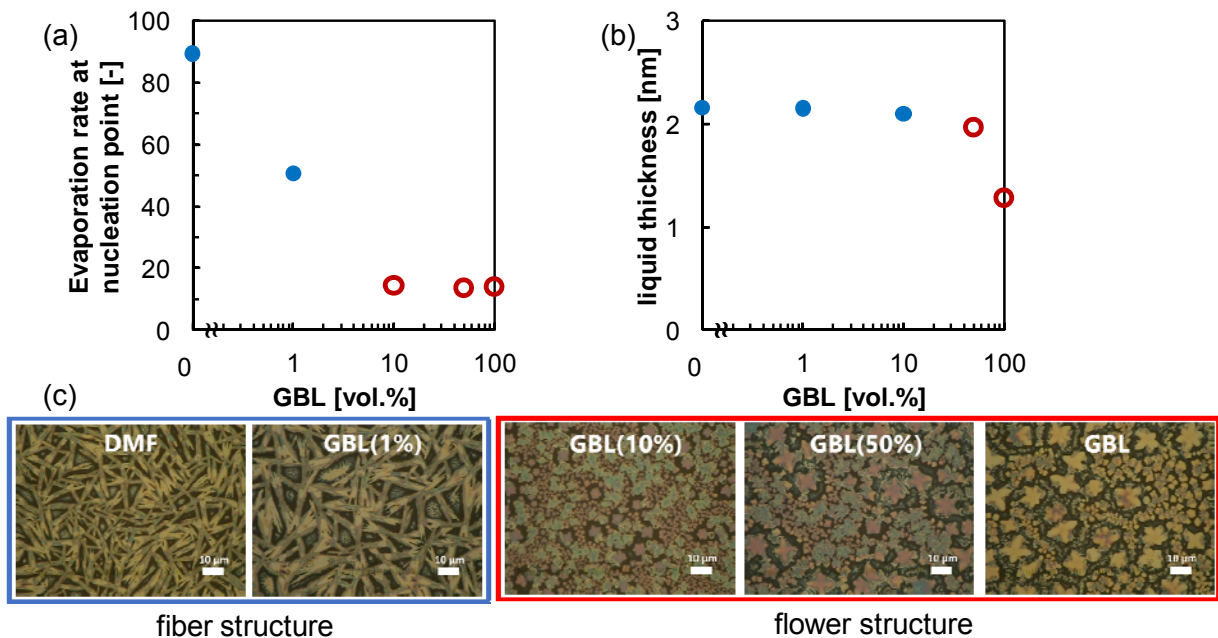 (a)
Evaporation rate at
nucleation point [-]
100
80
60
40
20
0
0
1
10
100
GBL [vol.%]
(b)
liquid thickness [nm]
3
2
1
0
0
1
10
100
GBL [vol.%]
(c)
DMF
10 μm
GBL(1%)
10 μm
GBL(10%)
10 μm
GBL(50%)
10 μm
GBL
10 μm
fiber structure
flower structure